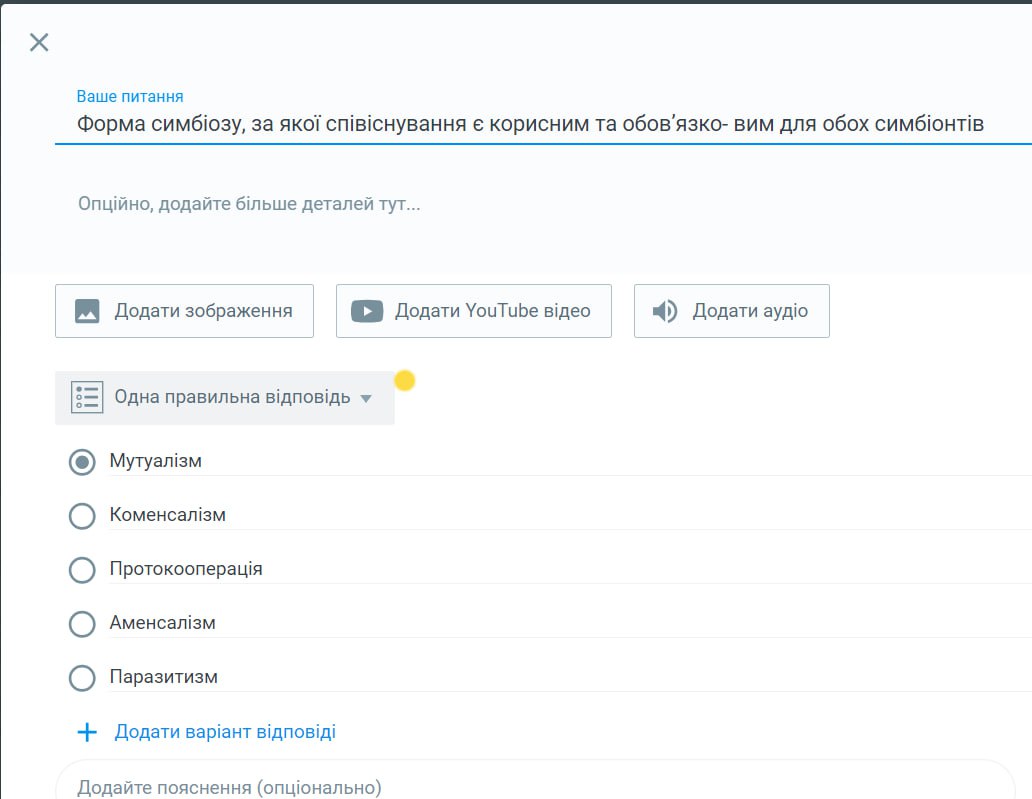 Ваше питання
Форма симбіозу, за якої співіснування є корисним та обов’язко- вим для обох симбіонтів
Опційно, додайте більше деталей тут...
Додати зображення
Додати YouTube відео
Додати аудіо
Одна правильна відповідь
Мутуалізм
Коменсалізм
Протокооперація
Аменсалізм
Паразитизм
Додати варіант відповіді
Додайте пояснення (опціонально)